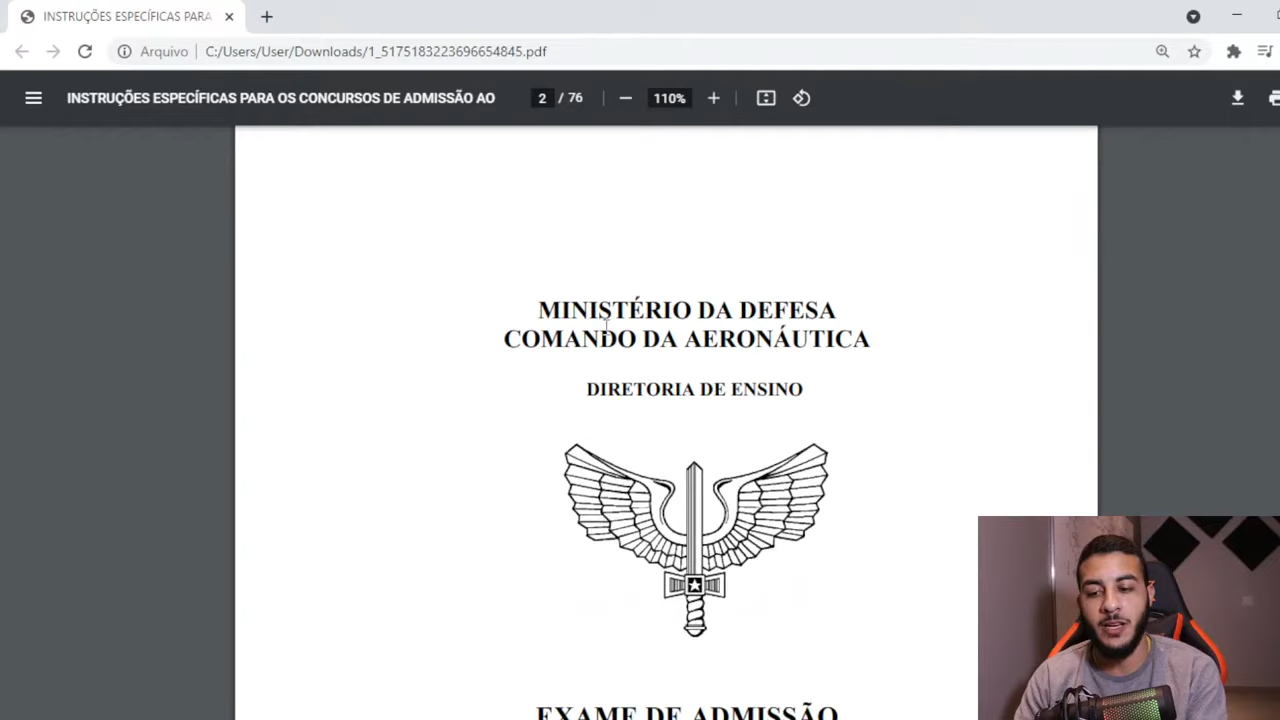 INSTRUÇÕES ESPECÍFICAS PARA
Arquivo C:/Users/User/Downloads/1_5175183223696654845.pdf
INSTRUÇÕES ESPECÍFICAS PARA OS CONCURSOS DE ADMISSÃO AO 2 / 76 110%
MINISTÉRIO DA DEFESA
COMANDO DA AERONÁUTICA
DIRETORIA DE ENSINO
EXAME DE ADMISSÃO